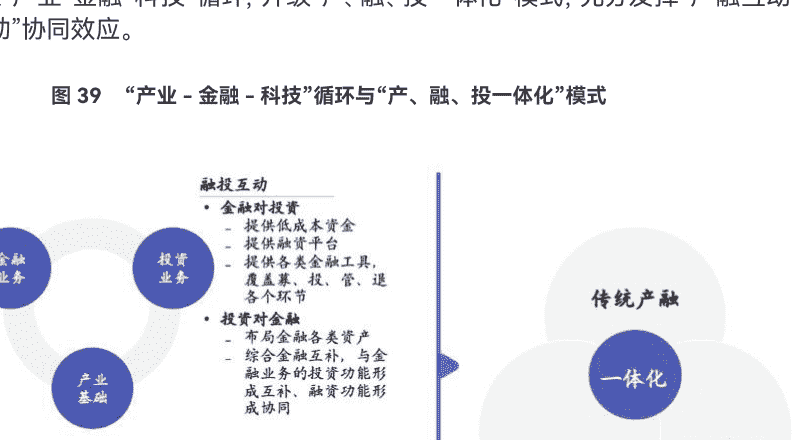 动”协同效应。
图 39 “产业 – 金融 – 科技”循环与“产、融、投一体化”模式
融投互动
• 金融对投资
– 提供低成本资金
– 提供融资平台
– 提供各类金融工具，
覆盖募、投、管、退
各个环节
• 投资对金融
– 布局金融各类资产
– 综合金融互补，与金
融业务的投资功能形
成互补、融资功能形
成协同
金融
业务
投资
业务
产业
基础
传统产融
一体化